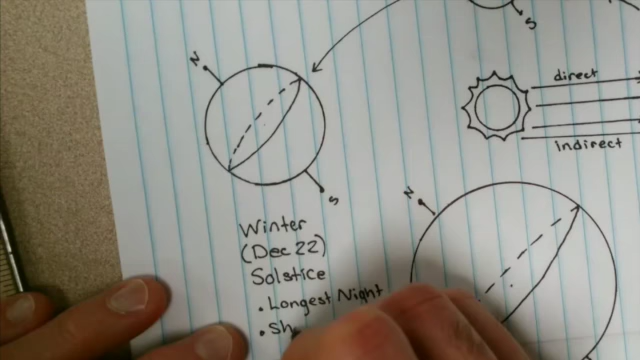 S
N
direct
indirect
S
N
Winter
(Dec 22)
Solstice
. Longest Night
. Sh